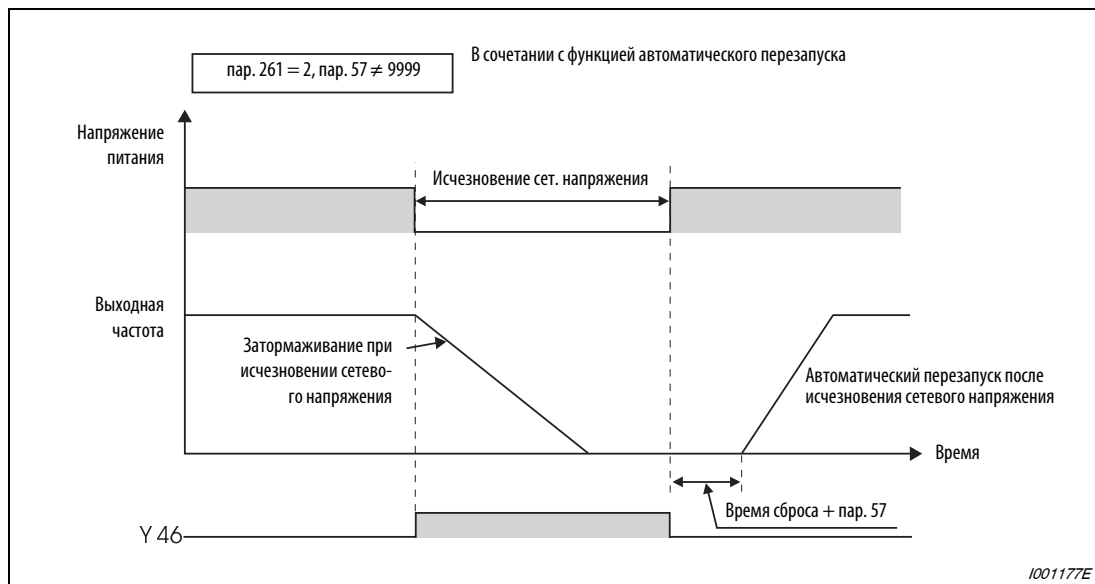 В сочетании с функцией автоматического перезапуска
пар. 261 = 2, пар. 57 ≠ 9999
Напряжение
питания
Исчезновение сет. напряжения
Выходная
частота
Затормаживание при
исчезновении сетево-
го напряжения
Автоматический перезапуск после
исчезновения сетевого напряжения
Время
Время сброса + пар. 57
Y 46
I001177E